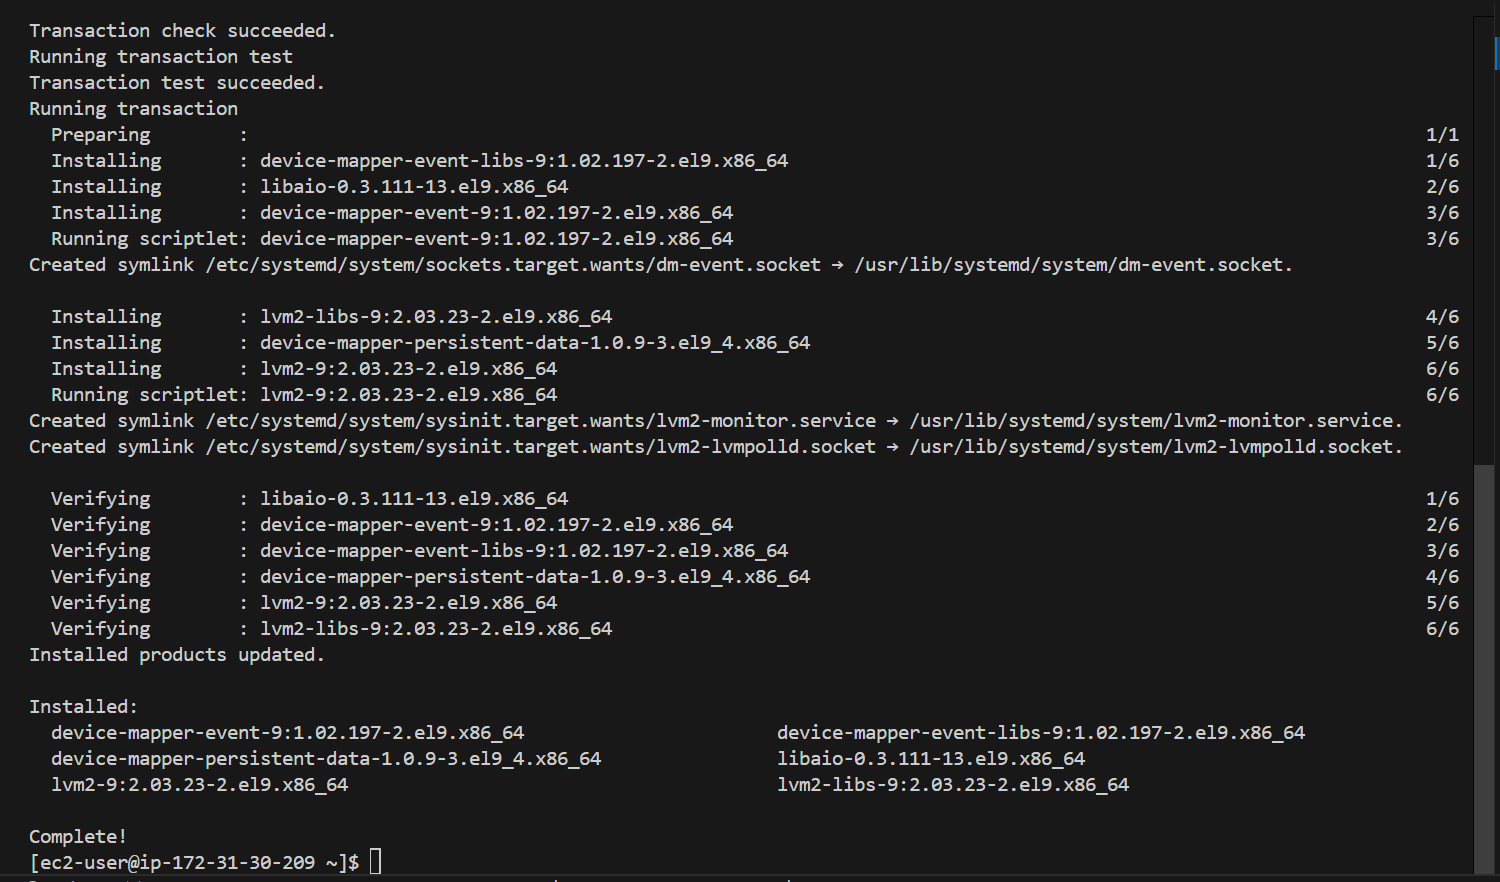 Transaction check succeeded.
Running transaction test
Transaction test succeeded.
Running transaction
  Preparing        :                                                                                                           1/1
  Installing       : device-mapper-event-libs-9:1.02.197-2.el9.x86_64                                                          1/6
  Installing       : libaio-0.3.111-13.el9.x86_64                                                                              2/6
  Installing       : device-mapper-event-9:1.02.197-2.el9.x86_64                                                               3/6
  Running scriptlet: device-mapper-event-9:1.02.197-2.el9.x86_64                                                               3/6
Created symlink /etc/systemd/system/sockets.target.wants/dm-event.socket → /usr/lib/systemd/system/dm-event.socket.

  Installing       : lvm2-libs-9:2.03.23-2.el9.x86_64                                                                          4/6
  Installing       : device-mapper-persistent-data-1.0.9-3.el9_4.x86_64                                                        5/6
  Installing       : lvm2-9:2.03.23-2.el9.x86_64                                                                               6/6
  Running scriptlet: lvm2-9:2.03.23-2.el9.x86_64                                                                               6/6
Created symlink /etc/systemd/system/sysinit.target.wants/lvm2-monitor.service → /usr/lib/systemd/system/lvm2-monitor.service.
Created symlink /etc/systemd/system/sysinit.target.wants/lvm2-lvmpolld.socket → /usr/lib/systemd/system/lvm2-lvmpolld.socket.

  Verifying        : libaio-0.3.111-13.el9.x86_64                                                                              1/6
  Verifying        : device-mapper-event-9:1.02.197-2.el9.x86_64                                                               2/6
  Verifying        : device-mapper-event-libs-9:1.02.197-2.el9.x86_64                                                          3/6
  Verifying        : device-mapper-persistent-data-1.0.9-3.el9_4.x86_64                                                        4/6
  Verifying        : lvm2-9:2.03.23-2.el9.x86_64                                                                               5/6
  Verifying        : lvm2-libs-9:2.03.23-2.el9.x86_64                                                                          6/6
Installed products updated.

Installed:
  device-mapper-event-9:1.02.197-2.el9.x86_64                       device-mapper-event-libs-9:1.02.197-2.el9.x86_64
  device-mapper-persistent-data-1.0.9-3.el9_4.x86_64                libaio-0.3.111-13.el9.x86_64
  lvm2-9:2.03.23-2.el9.x86_64                                       lvm2-libs-9:2.03.23-2.el9.x86_64

Complete!
[ec2-user@ip-172-31-30-209 ~]$